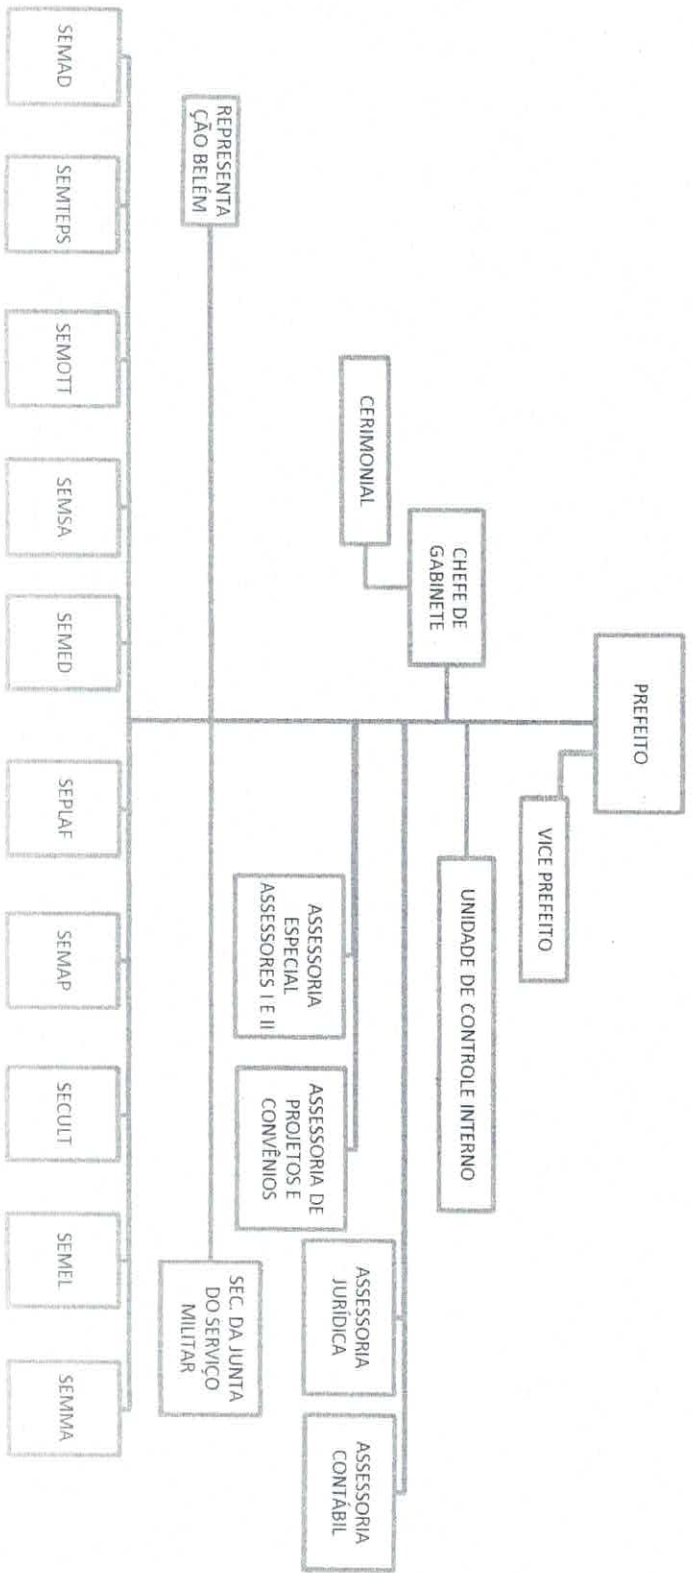 PREFEITO
VICE PREFEITO
CHEFE DE
GABINETE
UNIDADE DE CONTROLE INTERNO
CERIMONIAL
ASSESSORIA
JURÍDICA
ASSESSORIA
CONTÁBIL
ASSESSORIA
ESPECIAL
ASSESSORES I E II
ASSESSORIA DE
PROJETOS E
CONVÊNIOS
REPRESENTA
ÇÃO BELÉM
SEC. DA JUNTA
DO SERVIÇO
MILITAR
SEMAD
SEMTEPS
SEMOTT
SEMSA
SEMED
SEPLAF
SEMAP
SECULT
SEMEL
SEMMA